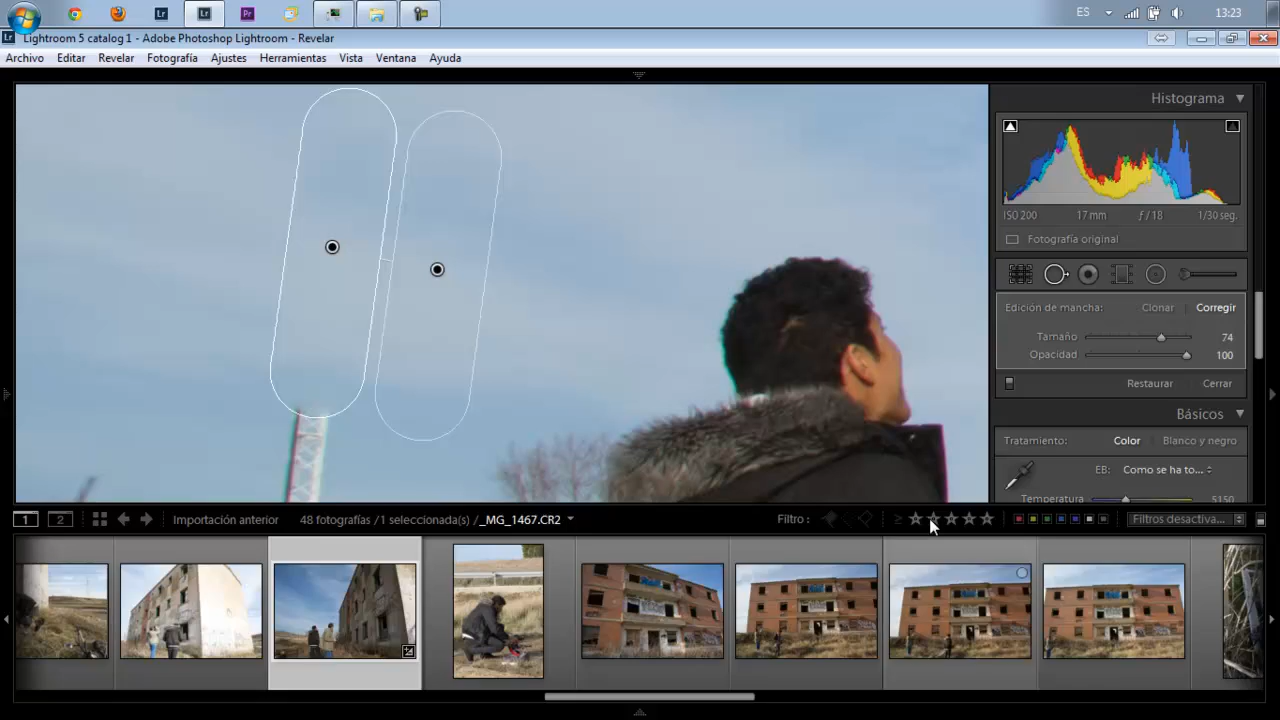 ES
13:23
Lightroom 5 catalog 1 - Adobe Photoshop Lightroom - Revelar
Archivo Editar Revelar Fotografía Ajustes Herramientas Vista Ventana Ayuda
Histograma
ISO 200 17 mm ƒ / 18 1/30 seg.
Fotografía original
Edición de mancha: Clonar Corregir
Tamaño 74
Opacidad 100
Restaurar Cerrar
Básicos
Tratamiento: Color Blanco y negro
EB: Como se ha to...
Temperatura 5150
1 2 Importación anterior 48 fotografías /1 seleccionada(s) /_MG_1467.CR2 Filtro : ≥ Filtros desactiva...